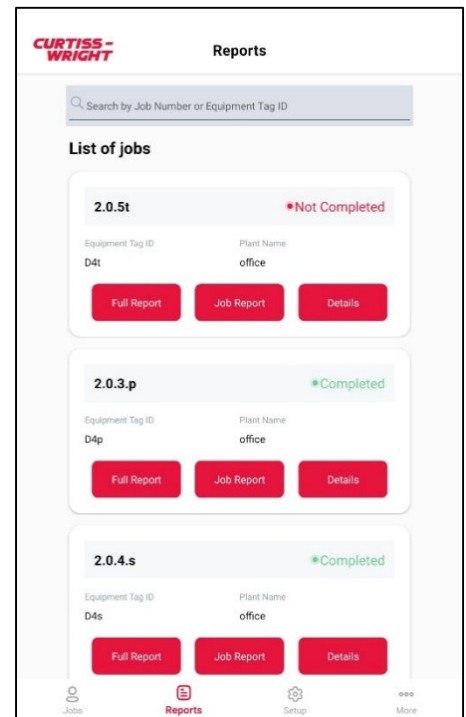 CURTISS -
WRIGHT
Reports
Search by Job Number or Equipment Tag ID
List of jobs
2.0.5t
Not Completed
Equipment Tag ID
Plant Name
D4t
office
Full Report
Job Report
Details
2.0.3.p
Completed
Equipment Tag ID
Plant Name
D4p
office
Full Report
Job Report
Details
2.0.4.s
Completed
Equipment Tag ID
Plant Name
D4s
office
Full Report
Job Report
Details
Jobs
Reports
Setup
More